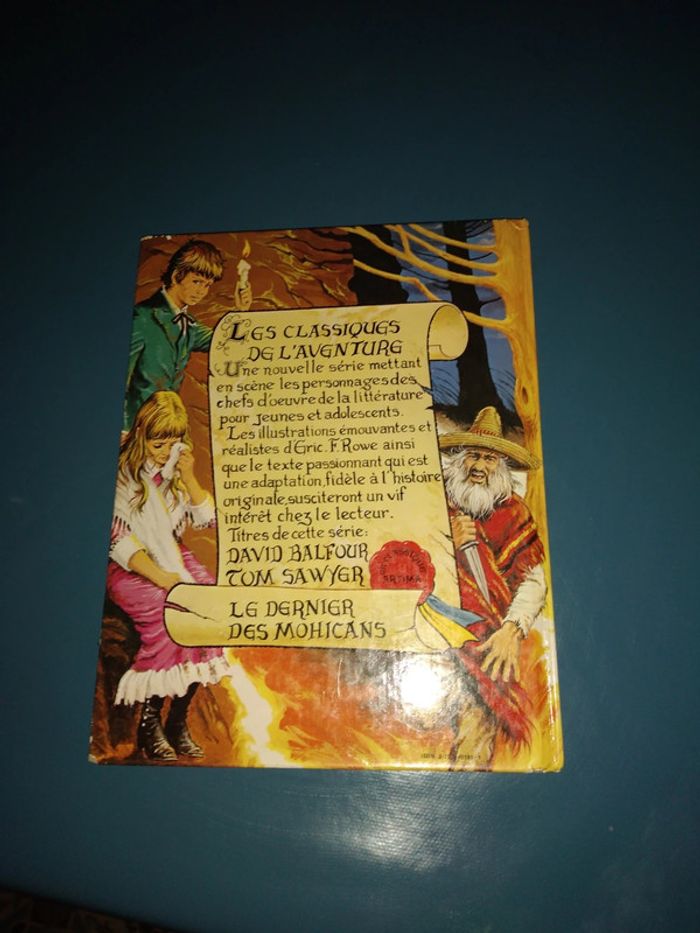 LES CLASSIQUES
DE L'AVENTURE
Une nouvelle série mettant
en scène les personnages des
chefs d'oeuvre de la littérature
pour jeunes et adolescents.
Les illustrations émouvantes et
réalistes d'Eric. F. Rowe ainsi
que le texte passionnant qui est
une adaptation, fidèle à l'histoire
originale, susciteront un vif
intérêt chez le lecteur.
Titres de cette série:
DAVID BALFOUR
TOM SAWYER
ARTIMA
LE DERNIER
DES MOHICANS
ISBN